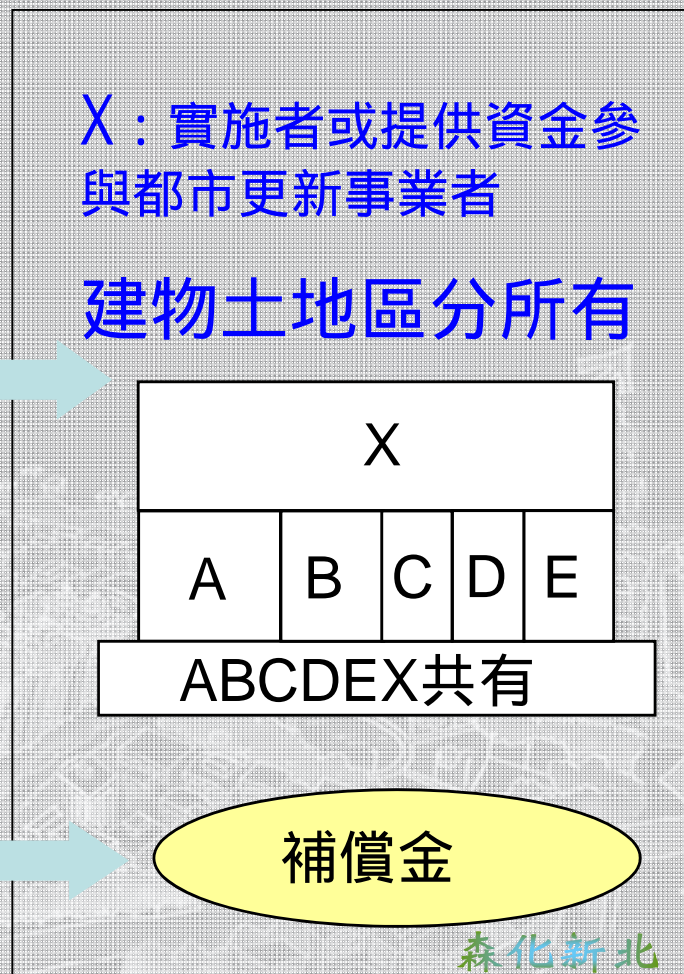 X：實施者或提供資金參
與都市更新事業者
建物土地區分所有
X
A B C D E
ABCDEX共有
補償金
森化新北